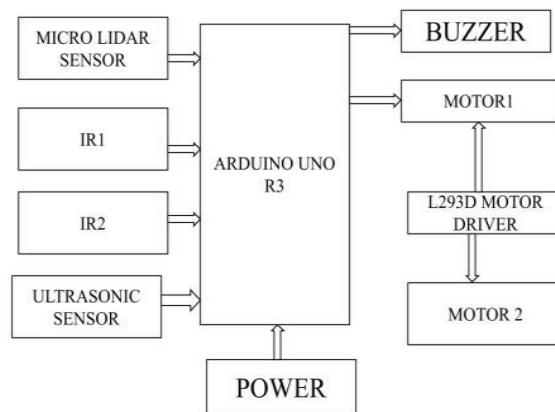 MICRO LIDAR
SENSOR
IR1
IR2
ULTRASONIC
SENSOR
ARDUINO UNO
R3
POWER
BUZZER
MOTOR1
L293D MOTOR
DRIVER
MOTOR 2